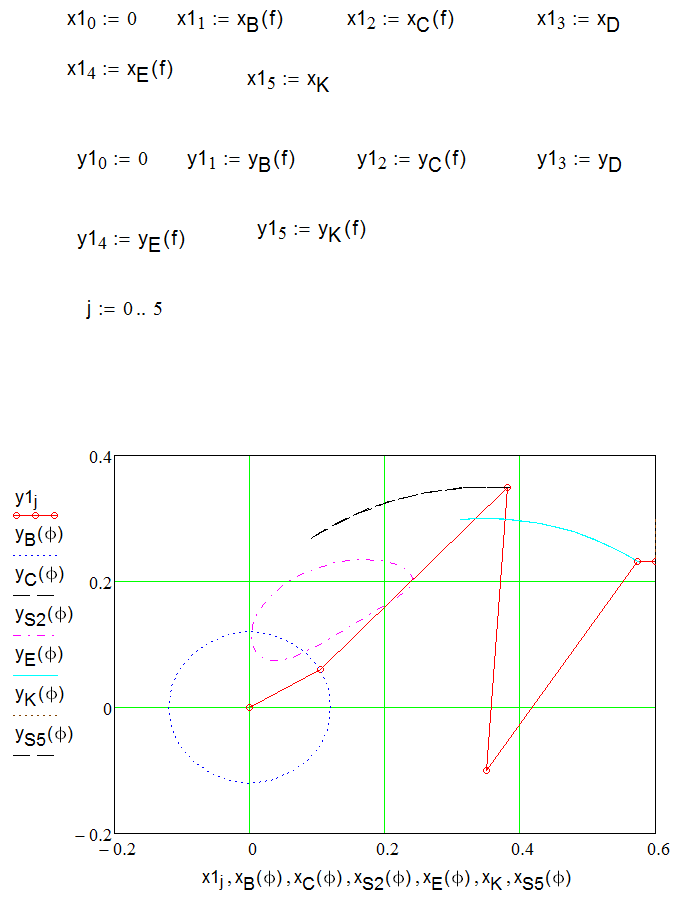 x1₀ := 0 x1₁ := x_B(f) x1₂ := x_C(f) x1₃ := x_D
x1₄ := x_E(f) x1₅ := x_K
y1₀ := 0 y1₁ := y_B(f) y1₂ := y_C(f) y1₃ := y_D
y1₄ := y_E(f) y1₅ := y_K(f)
j := 0 .. 5
0.4
y1_j
y_B(ϕ)
y_C(ϕ)
0.2
y_S2(ϕ)
y_E(ϕ)
y_K(ϕ)
0
y_S5(ϕ)
−0.2
−0.2 0 0.2 0.4 0.6
x1_j, x_B(ϕ), x_C(ϕ), x_S2(ϕ), x_E(ϕ), x_K, x_S5(ϕ)